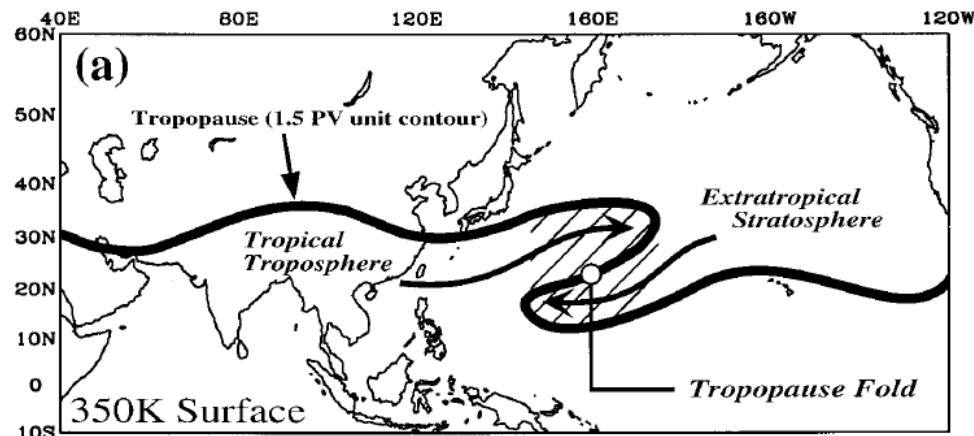 40E 80E 120E 160E 160W 120W
60N
(a)
50N
Tropopause (1.5 PV unit contour)
40N
Extratropical
Stratosphere
30N
Tropical
Troposphere
20N
10N
0
Tropopause Fold
350K Surface
10S